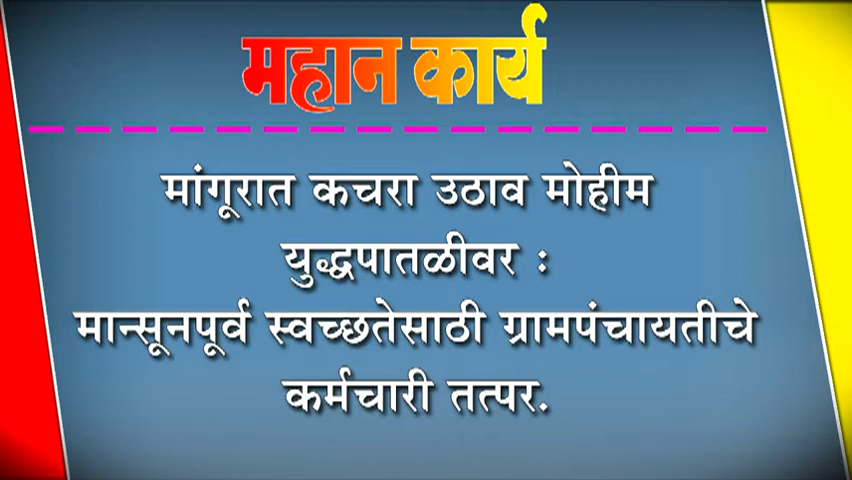 महान कार्य
मांगूरात कचरा उठाव मोहीम
युद्धपातळीवर :
मान्सूनपूर्व स्वच्छतेसाठी ग्रामपंचायतीचे
कर्मचारी तत्पर.